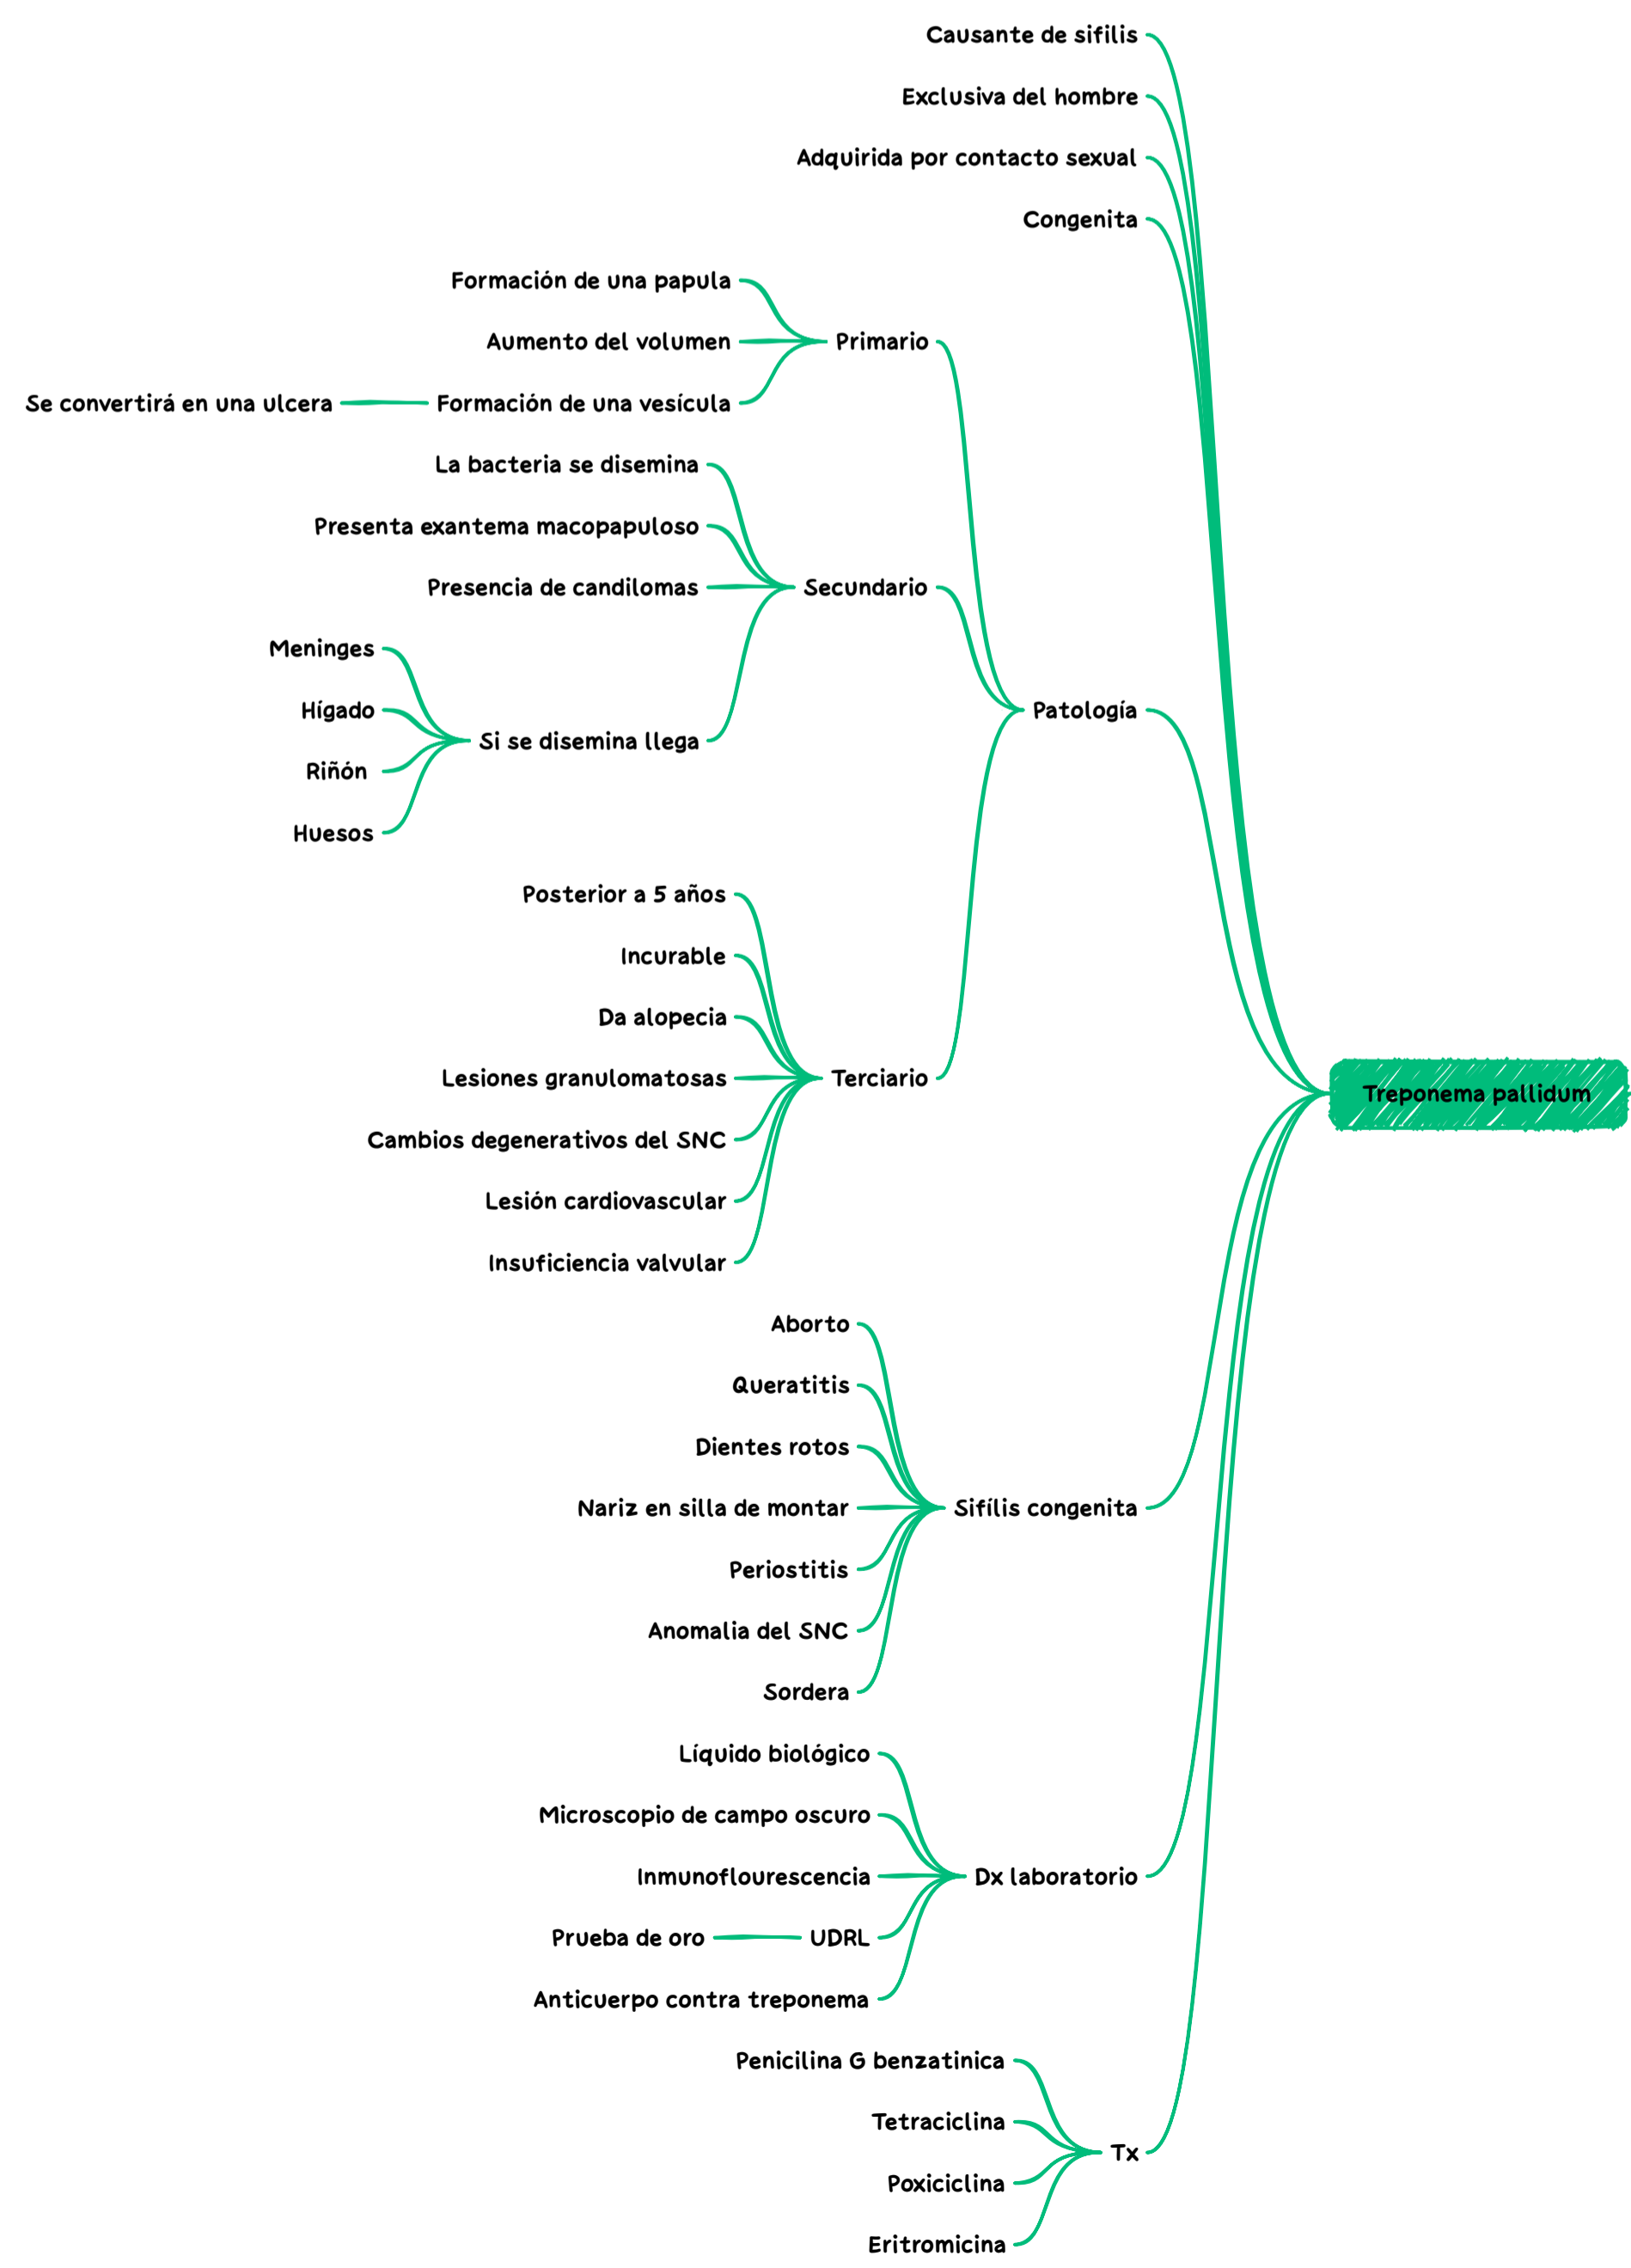 Causante de sifilis
Exclusiva del hombre
Adquirida por contacto sexual
Congenita
Formación de una papula
Aumento del volumen
Primario
Se convertirá en una ulcera
Formación de una vesícula
La bacteria se disemina
Presenta exantema macopapuloso
Presencia de candilomas
Secundario
Meninges
Hígado
Patología
Si se disemina llega
Riñón
Huesos
Posterior a 5 años
Incurable
Da alopecia
Lesiones granulomatosas
Terciario
Treponema pallidum
Cambios degenerativos del SNC
Lesión cardiovascular
Insuficiencia valvular
Aborto
Queratitis
Dientes rotos
Nariz en silla de montar
Sifílis congenita
Periostitis
Anomalia del SNC
Sordera
Líquido biológico
Microscopio de campo oscuro
Inmunoflourescencia
Dx laboratorio
Prueba de oro
UDRL
Anticuerpo contra treponema
Penicilina G benzatinica
Tetraciclina
Tx
Poxiciclina
Eritromicina